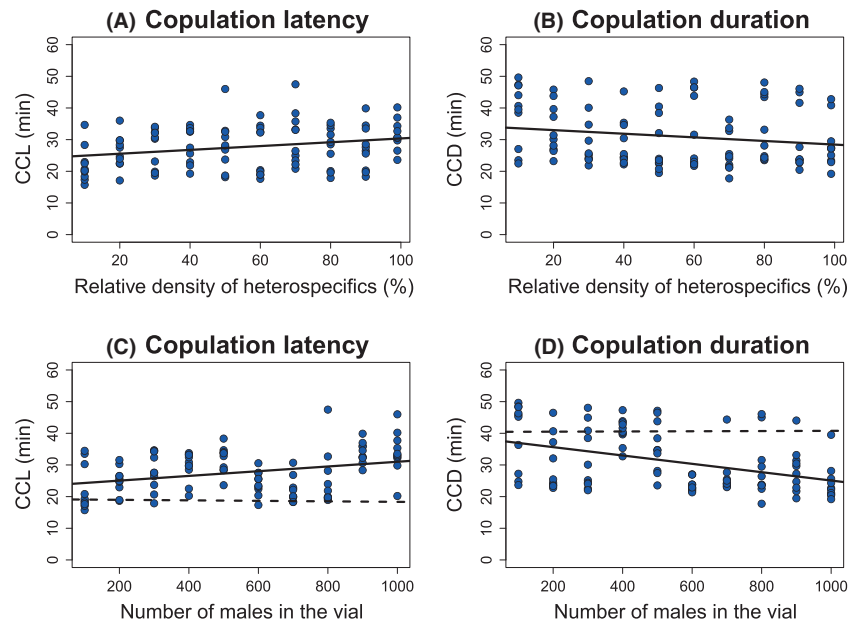 (A) Copulation latency
CCL (min)
0 10 20 30 40 50 60
20 40 60 80 100
Relative density of heterospecifics (%)
(B) Copulation duration
CCD (min)
0 10 20 30 40 50 60
20 40 60 80 100
Relative density of heterospecifics (%)
(C) Copulation latency
CCL (min)
0 10 20 30 40 50 60
200 400 600 800 1000
Number of males in the vial
(D) Copulation duration
CCD (min)
0 10 20 30 40 50 60
200 400 600 800 1000
Number of males in the vial